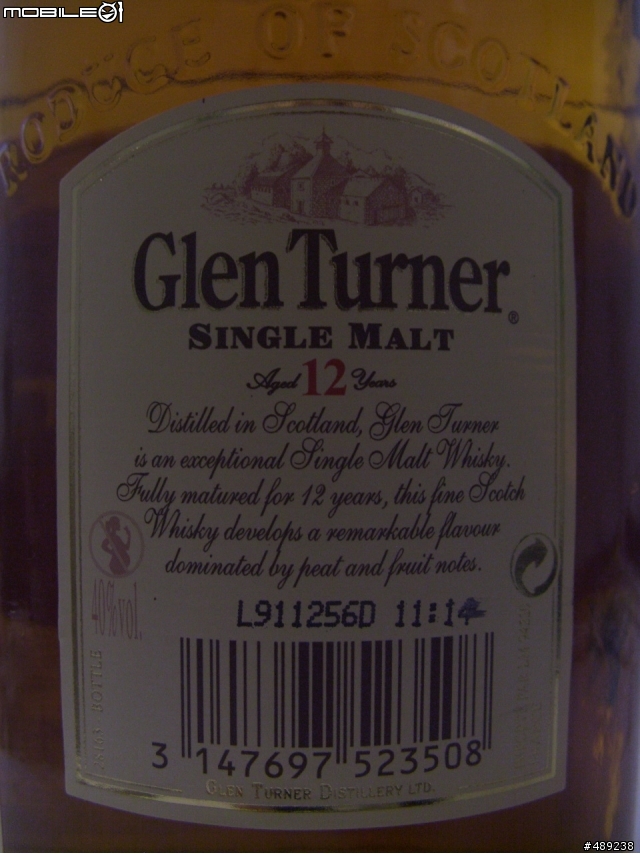 MOBILE01
PRODUCE OF SCOTLAND
Glen Turner®
SINGLE MALT
Aged 12 Years
Distilled in Scotland, Glen Turner
is an exceptional Single Malt Whisky.
Fully matured for 12 years, this fine Scotch
Whisky develops a remarkable flavour
dominated by peat and fruit notes.
40%vol.
BOTTLE
L911256D 11:14
3 147697 523508
GLEN TURNER DISTILLERY LTD.
#489238